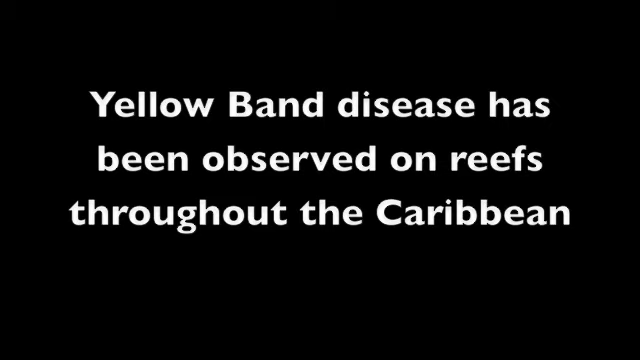 Yellow Band disease has
been observed on reefs
throughout the Caribbean